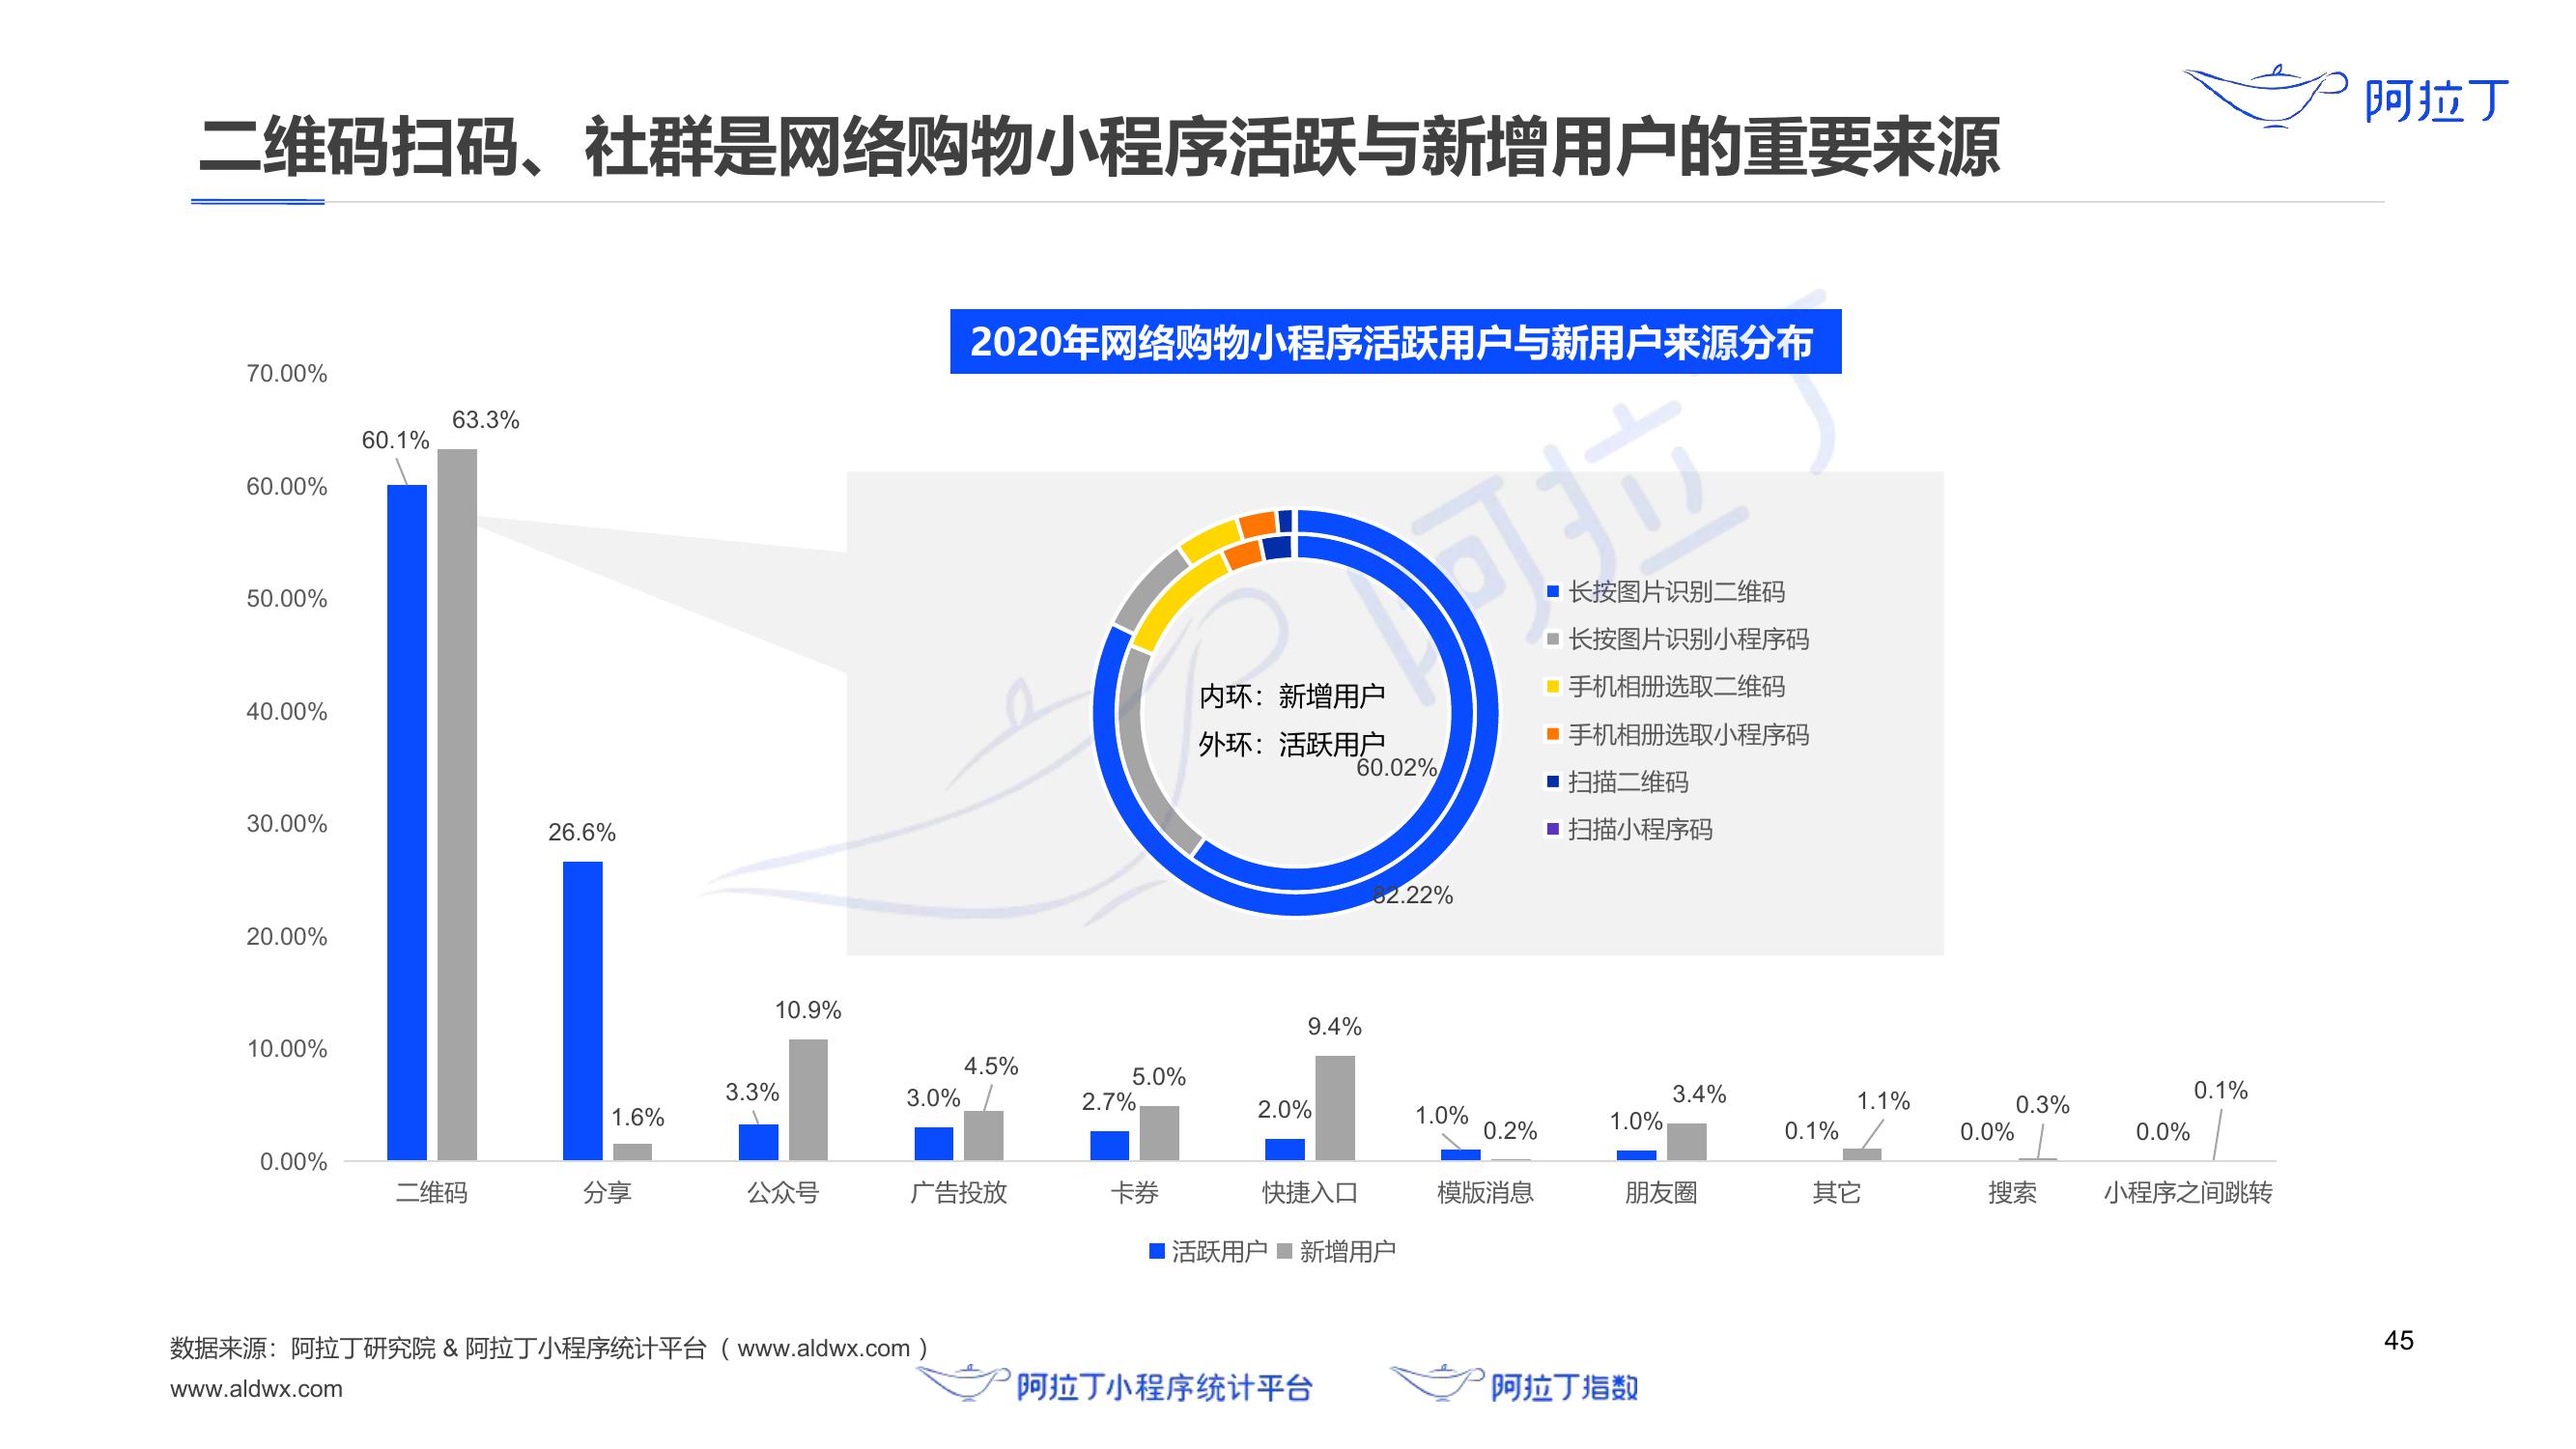 阿拉丁
二维码扫码、社群是网络购物小程序活跃与新增用户的重要来源
2020年网络购物小程序活跃用户与新用户来源分布
70.00%
60.00%
50.00%
40.00%
30.00%
20.00%
10.00%
0.00%
60.1%
63.3%
26.6%
1.6%
3.3%
10.9%
3.0%
4.5%
2.7%
5.0%
2.0%
9.4%
1.0%
0.2%
1.0%
3.4%
0.1%
1.1%
0.0%
0.3%
0.0%
0.1%
阿拉丁
内环：新增用户
外环：活跃用户
60.02%
82.22%
长按图片识别二维码
长按图片识别小程序码
手机相册选取二维码
手机相册选取小程序码
扫描二维码
扫描小程序码
二维码 分享 公众号 广告投放 卡券 快捷入口 模版消息 朋友圈 其它 搜索 小程序之间跳转
活跃用户 新增用户
数据来源：阿拉丁研究院 & 阿拉丁小程序统计平台（www.aldwx.com）
45
www.aldwx.com
阿拉丁小程序统计平台 阿拉丁指数